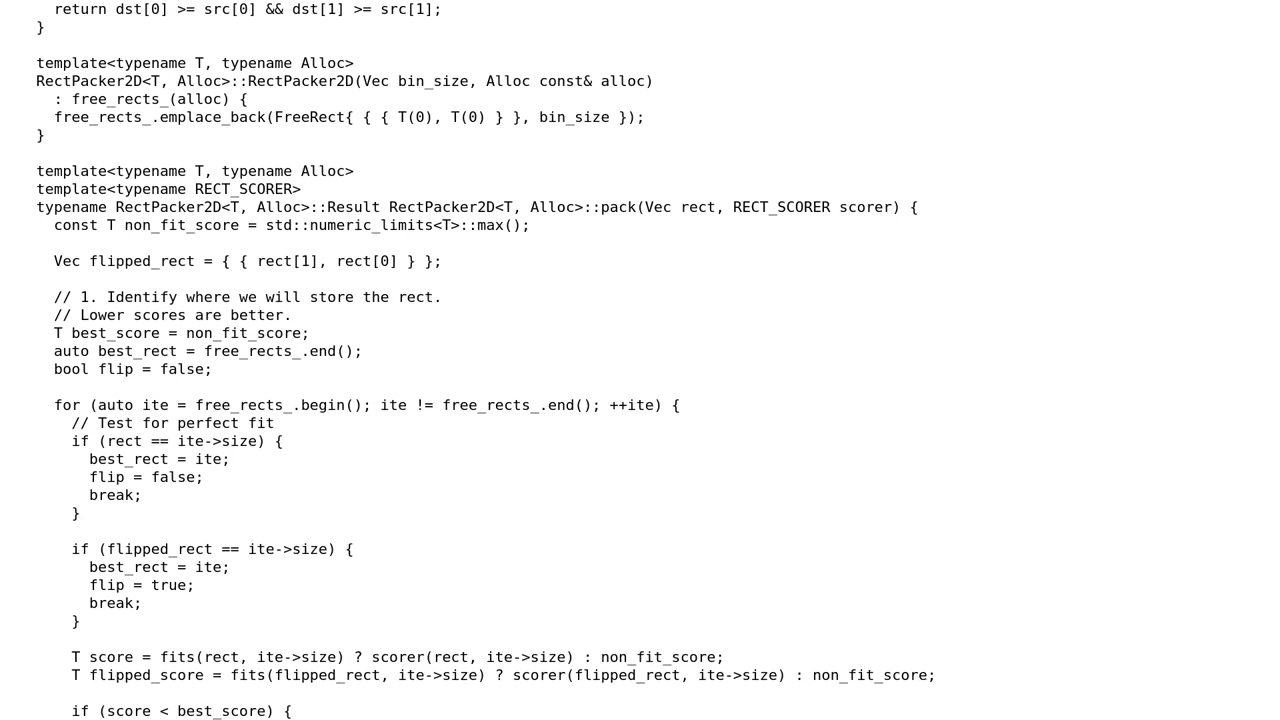 return dst[0] >= src[0] && dst[1] >= src[1];
}
template<typename T, typename Alloc>
RectPacker2D<T, Alloc>::RectPacker2D(Vec bin_size, Alloc const& alloc)
: free_rects_(alloc) {
free_rects_.emplace_back(FreeRect{ { { T(0), T(0) } }, bin_size });
}
template<typename T, typename Alloc>
template<typename RECT_SCORER>
typename RectPacker2D<T, Alloc>::Result RectPacker2D<T, Alloc>::pack(Vec rect, RECT_SCORER scorer) {
const T non_fit_score = std::numeric_limits<T>::max();
Vec flipped_rect = { { rect[1], rect[0] } };
// 1. Identify where we will store the rect.
// Lower scores are better.
T best_score = non_fit_score;
auto best_rect = free_rects_.end();
bool flip = false;
for (auto ite = free_rects_.begin(); ite != free_rects_.end(); ++ite) {
// Test for perfect fit
if (rect == ite->size) {
best_rect = ite;
flip = false;
break;
}
if (flipped_rect == ite->size) {
best_rect = ite;
flip = true;
break;
}
T score = fits(rect, ite->size) ? scorer(rect, ite->size) : non_fit_score;
T flipped_score = fits(flipped_rect, ite->size) ? scorer(flipped_rect, ite->size) : non_fit_score;
if (score < best_score) {